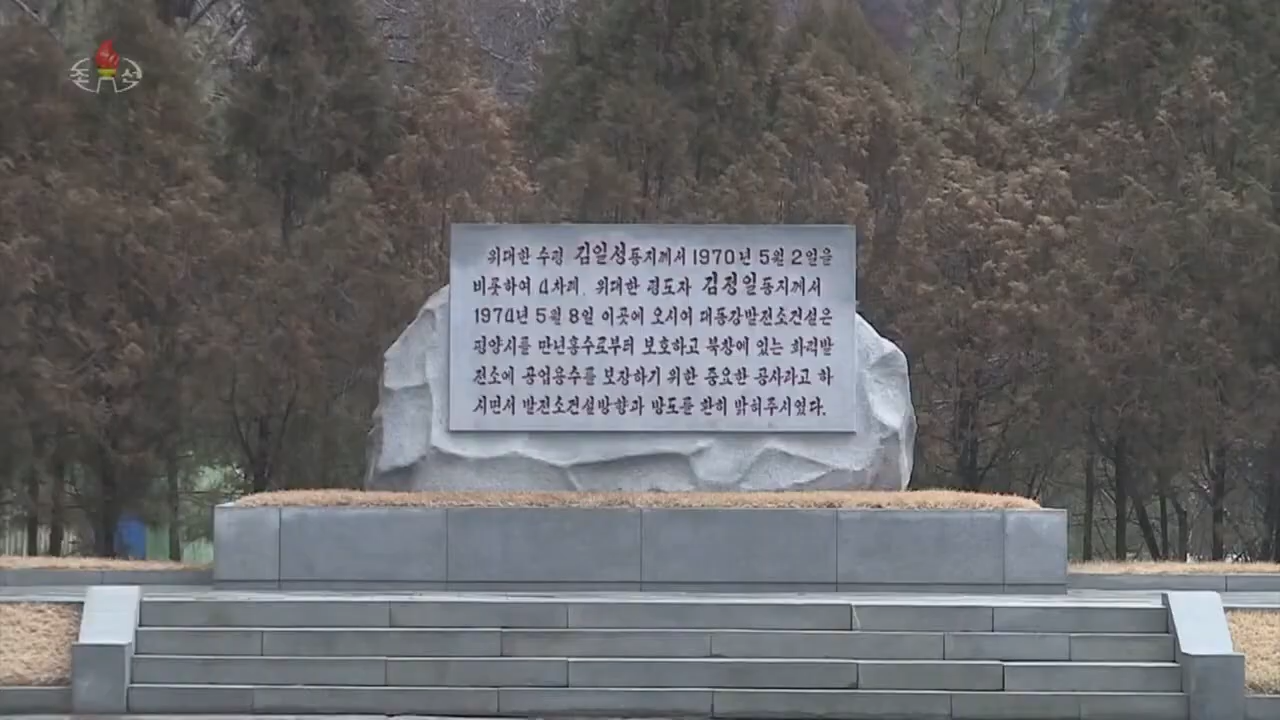 조선
위대한 수령 김일성동지께서 1970년 5월 2일을
비롯하여 4차례, 위대한 령도자 김정일동지께서
1974년 5월 8일 이곳에 오시여 대동강발전소건설은
평양시를 만년홍수로부터 보호하고 북창에 있는 화력발
전소에 공업용수를 보장하기 위한 중요한 공사라고 하
시면서 발전소건설방향과 방도를 환히 밝혀주시였다.